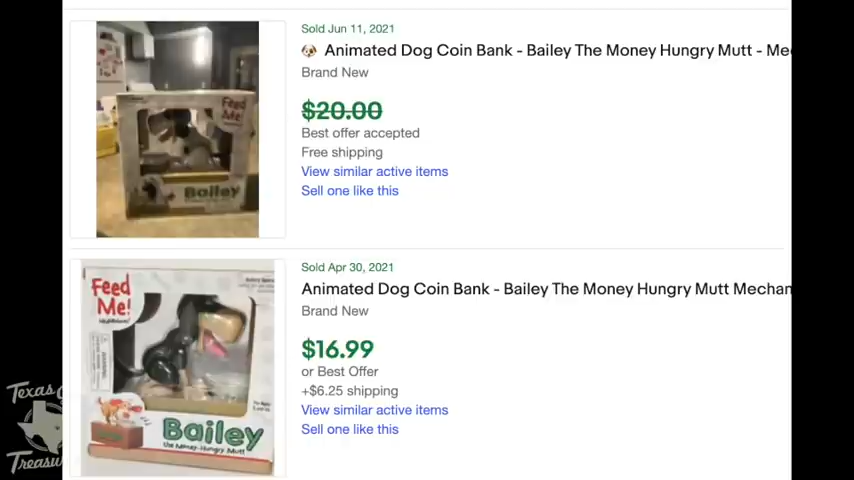 Sold Jun 11, 2021
Animated Dog Coin Bank - Bailey The Money Hungry Mutt - Me
Brand New
$20.00
Best offer accepted
Free shipping
View similar active items
Sell one like this
Feed
Me!
Bailey
Sold Apr 30, 2021
Animated Dog Coin Bank - Bailey The Money Hungry Mutt Mechan
Brand New
$16.99
or Best Offer
+$6.25 shipping
View similar active items
Sell one like this
Feed
Me!
WARNING
Bailey
the Money-Hungry Mutt
Texas
Treasu